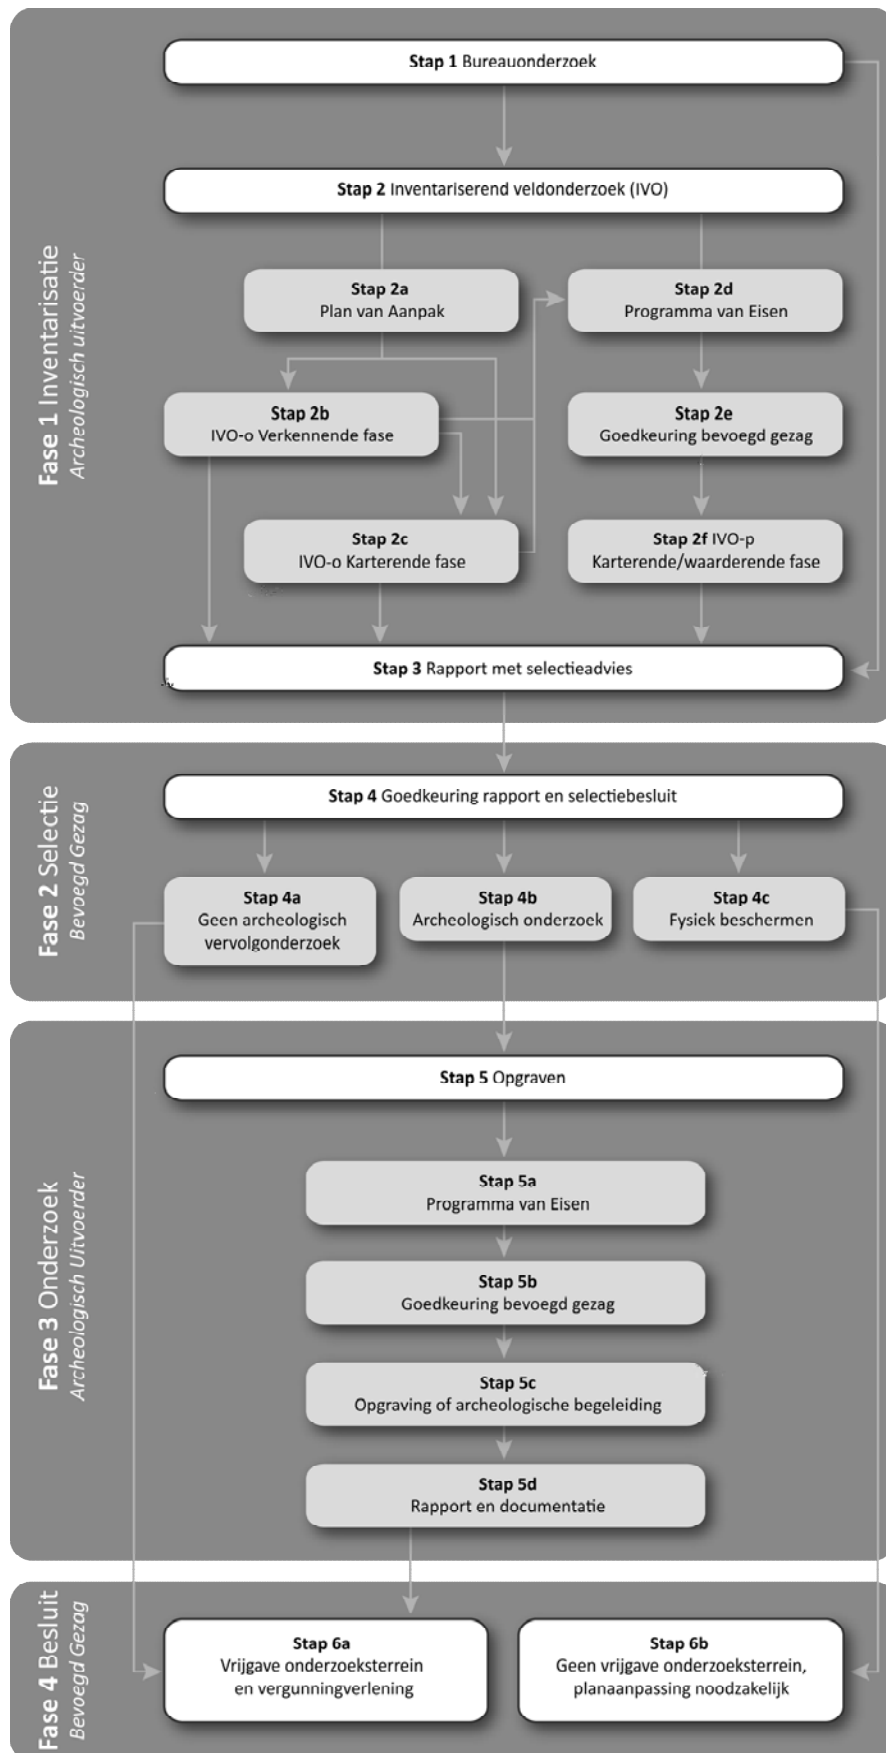 Fase 1 Inventarisatie
Archeologisch uitvoerder
Stap 1 Bureauonderzoek
Stap 2 Inventariserend veldonderzoek (IVO)
Stap 2a
Plan van Aanpak
Stap 2d
Programma van Eisen
Stap 2b
IVO-o Verkennende fase
Stap 2e
Goedkeuring bevoegd gezag
Stap 2c
IVO-o Karterende fase
Stap 2f IVO-p
Karterende/waarderende fase
Stap 3 Rapport met selectieadvies
Fase 2 Selectie
Bevoegd Gezag
Stap 4 Goedkeuring rapport en selectiebesluit
Stap 4a
Geen archeologisch
vervolgonderzoek
Stap 4b
Archeologisch onderzoek
Stap 4c
Fysiek beschermen
Fase 3 Onderzoek
Archeologisch Uitvoerder
Stap 5 Opgraven
Stap 5a
Programma van Eisen
Stap 5b
Goedkeuring bevoegd gezag
Stap 5c
Opgraving of archeologische begeleiding
Stap 5d
Rapport en documentatie
Fase 4 Besluit
Bevoegd Gezag
Stap 6a
Vrijgave onderzoeksterrein
en vergunningverlening
Stap 6b
Geen vrijgave onderzoeksterrein,
planaanpassing noodzakelijk